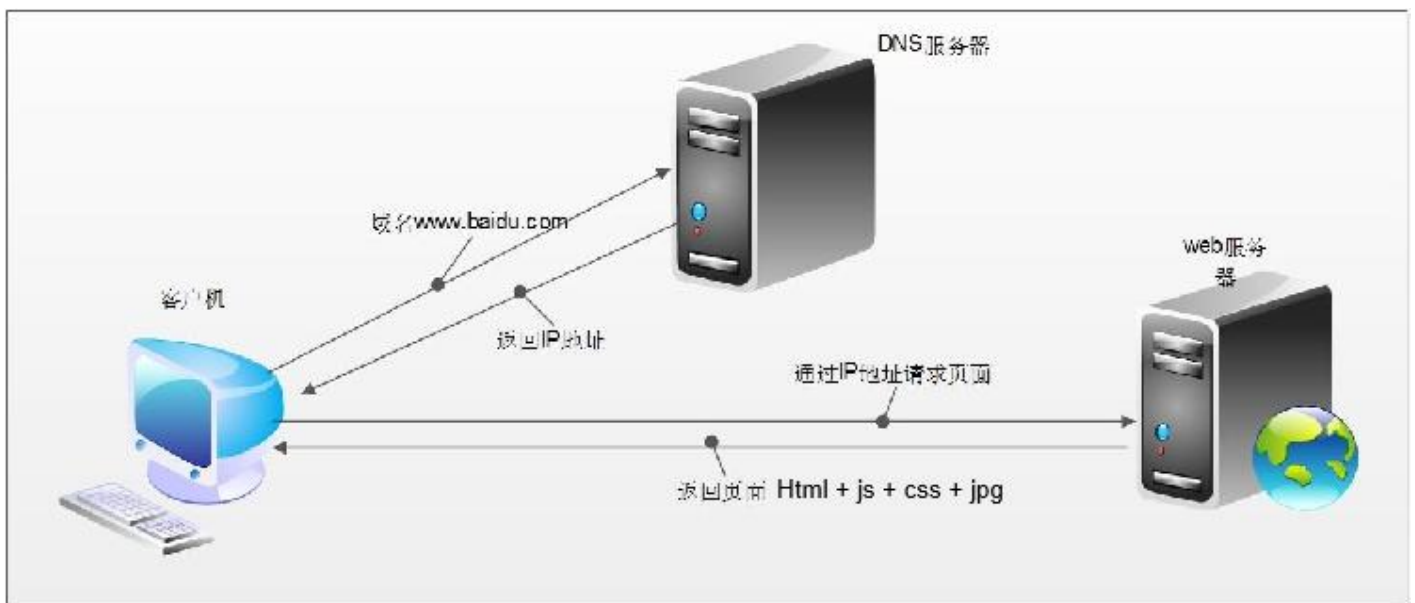 DNS服务器
域名www.baidu.com
web服务
器
客户机
返回IP地址
通过IP地址请求页面
返回页面 Html + js + css + jpg